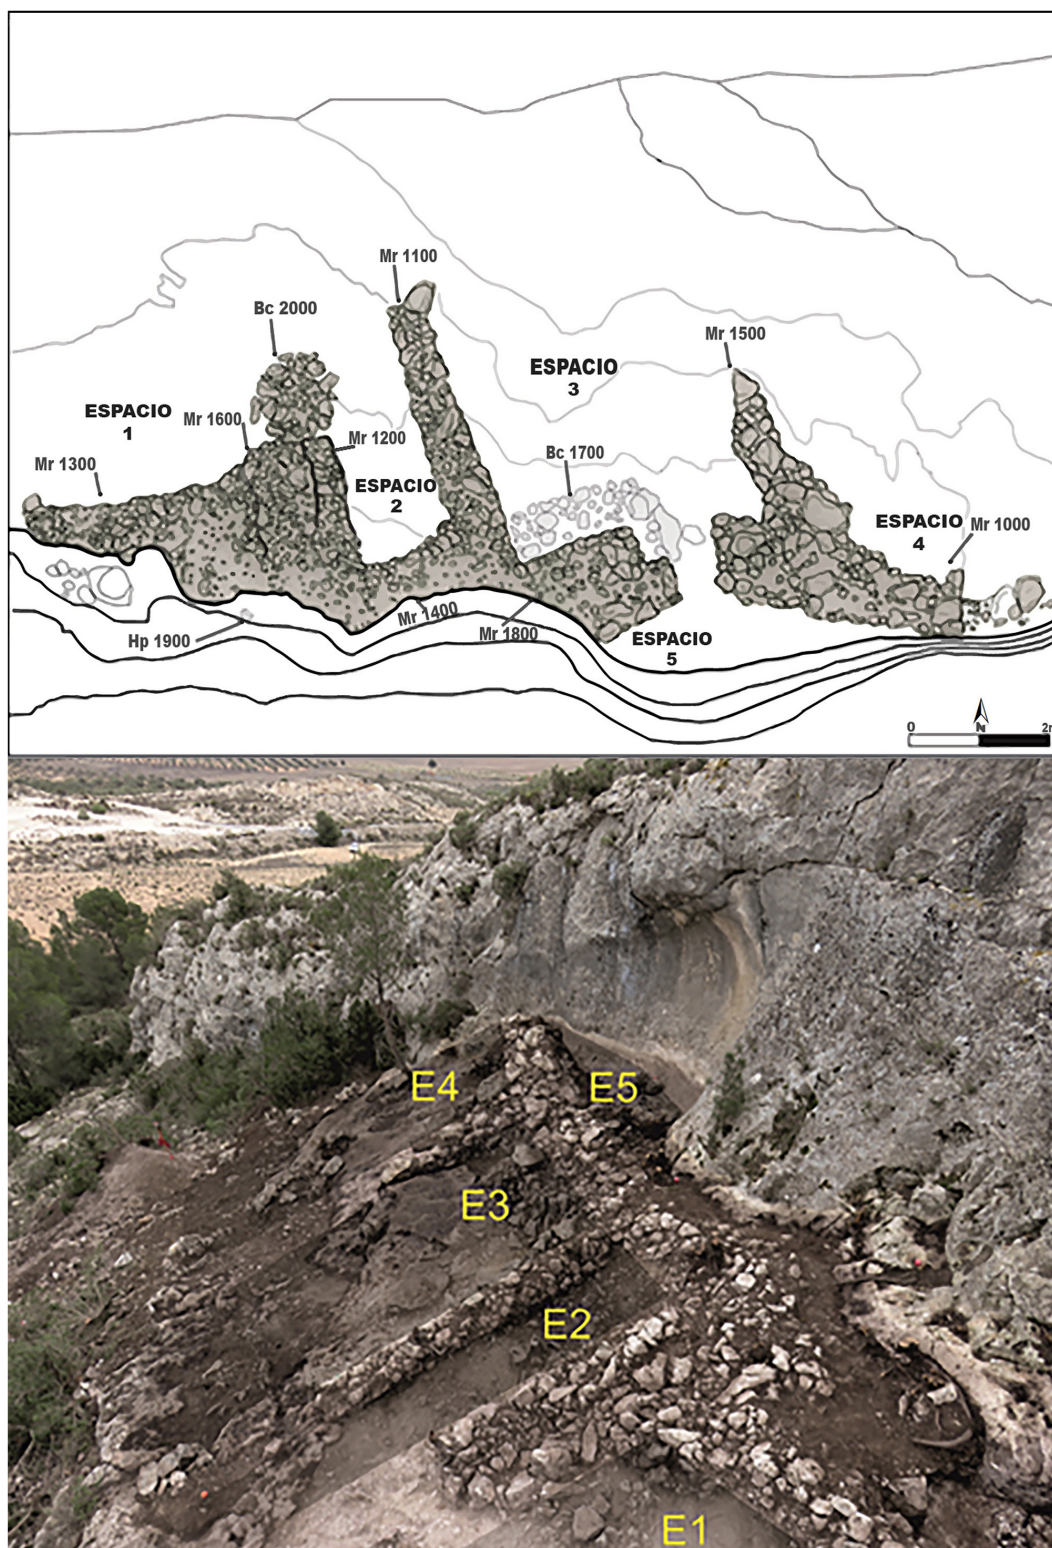 Mr 1100
Bc 2000
Mr 1500
ESPACIO
3
ESPACIO
1
Mr 1600
Mr 1200
Bc 1700
Mr 1300
ESPACIO
2
ESPACIO
4
Mr 1000
Mr 1400
Hp 1900
Mr 1800
ESPACIO
5
0
N
E4
E5
E3
E2
E1